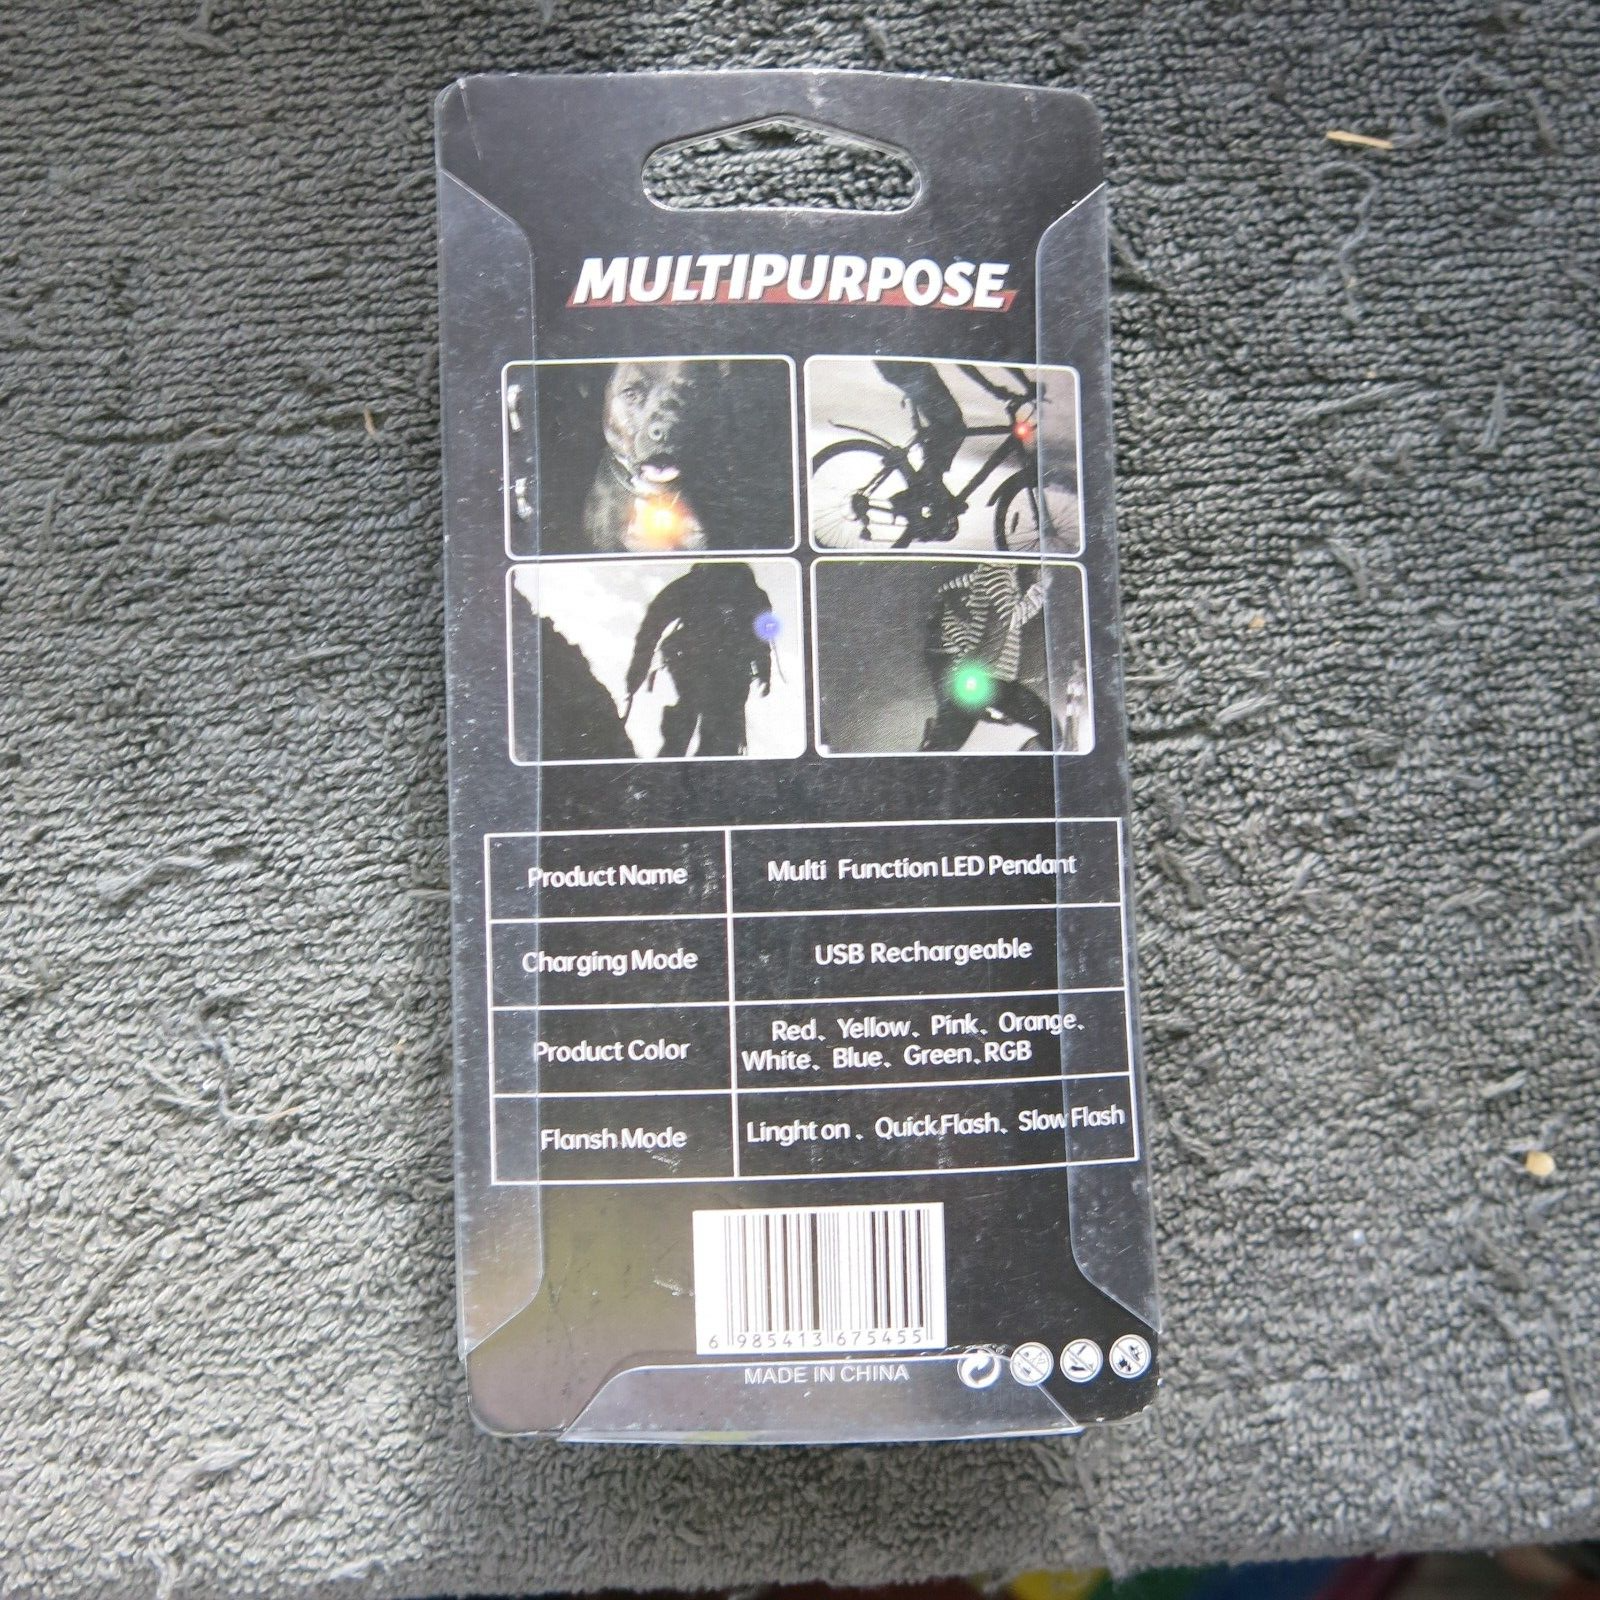 MULTIPURPOSE
Product Name
Multi Function LED Pendant
Charging Mode
USB Rechargeable
Product Color
Red、Yellow、Pink、Orange、
White、Blue、Green、RGB
Flansh Mode
Linght on 、Quick Flash、Slow Flash
6 985413 675455
MADE IN CHINA